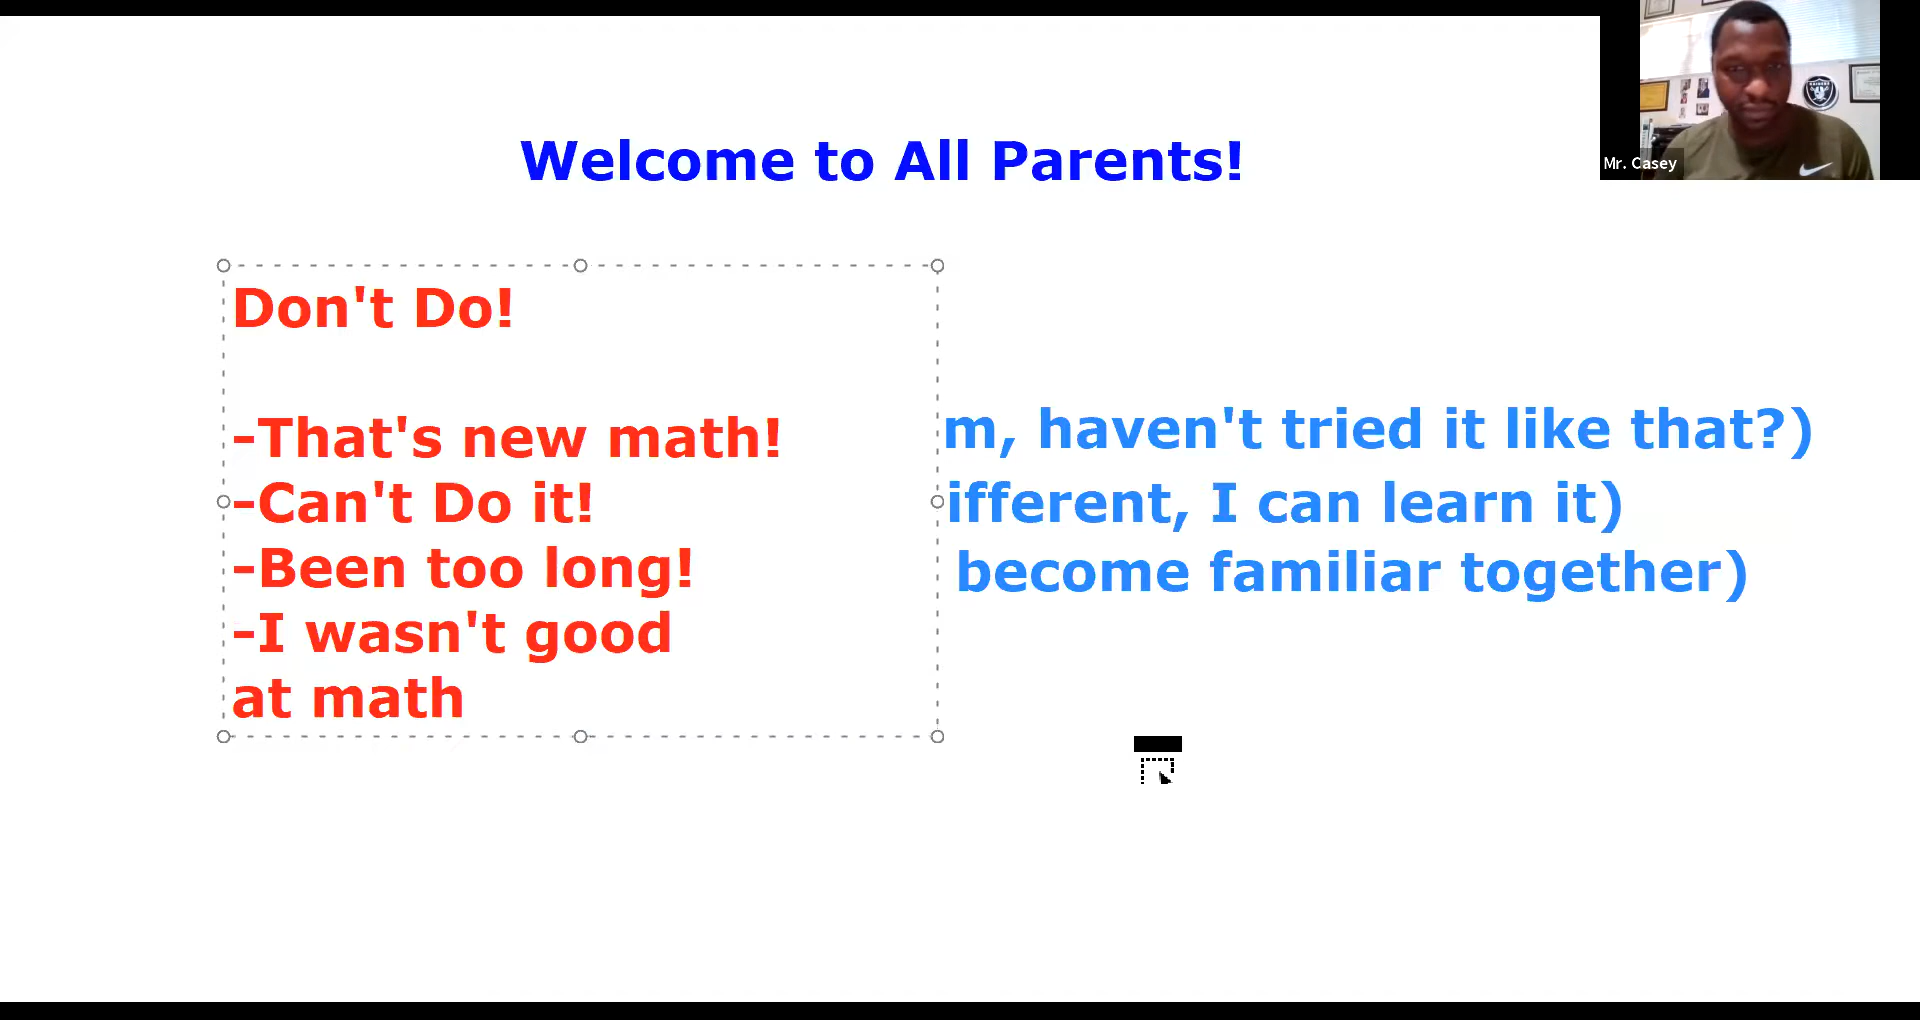 Welcome to All Parents!
Mr. Casey
Don't Do!
-That's new math!
m, haven't tried it like that?)
-Can't Do it!
ifferent, I can learn it)
-Been too long!
become familiar together)
-I wasn't good
at math
RAIDERS